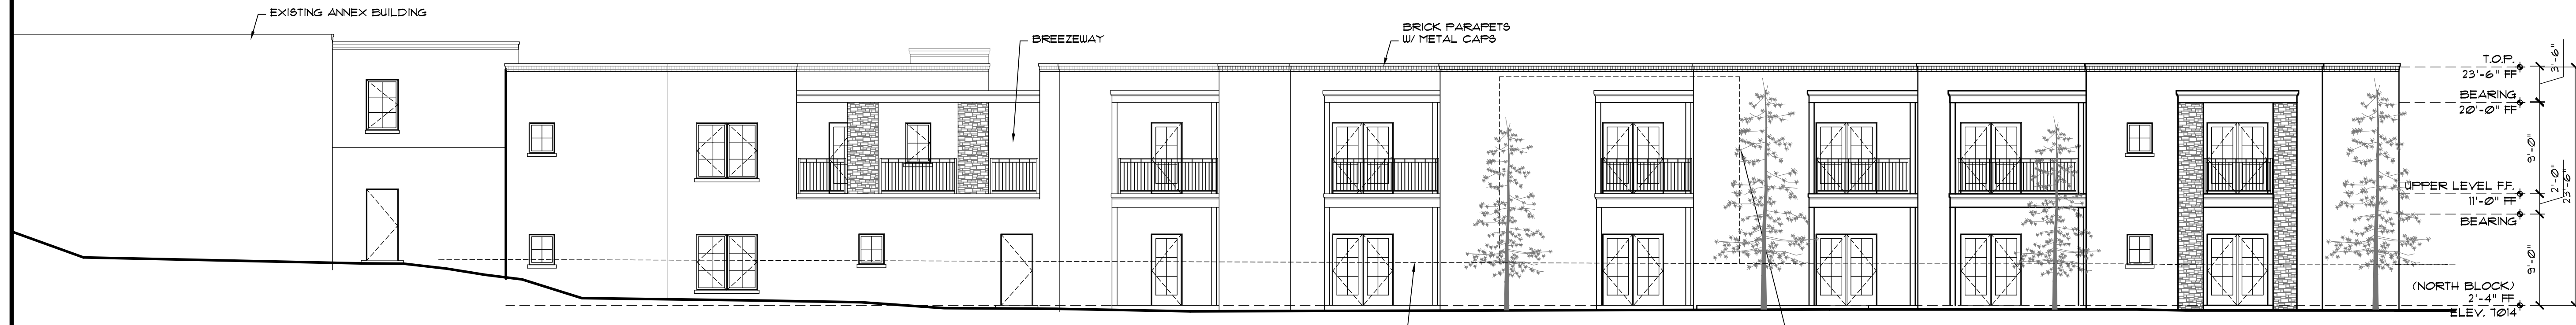 EXISTING ANNEX BUILDING
BREEZEWAY
BRICK PARAPETS
W/ METAL CAPS
T.O.P.
23'-6" FF
BEARING
20'-0" FF
UPPER LEVEL F.F.
11'-0" FF
BEARING
(NORTH BLOCK)
2'-4" FF
ELEV. 7014
3'-6"
9'-0"
2'-0"
9'-0"
23'-6"